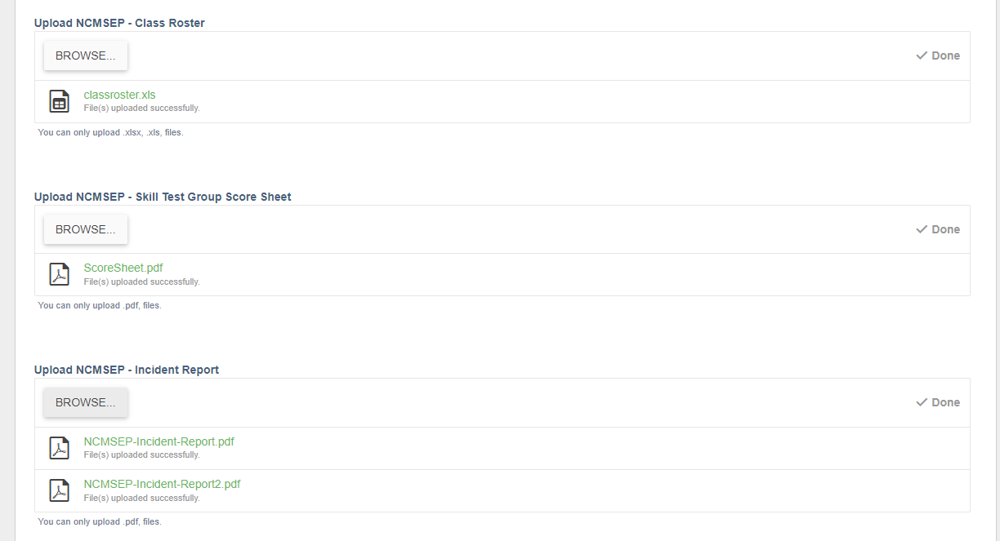 Upload NCMSEP - Class Roster
BROWSE...
Done
classroster.xls
File(s) uploaded successfully.
You can only upload .xlsx, .xls, files.
Upload NCMSEP - Skill Test Group Score Sheet
BROWSE...
Done
ScoreSheet.pdf
File(s) uploaded successfully.
You can only upload .pdf, files.
Upload NCMSEP - Incident Report
BROWSE...
Done
NCMSEP-Incident-Report.pdf
File(s) uploaded successfully.
NCMSEP-Incident-Report2.pdf
File(s) uploaded successfully.
You can only upload .pdf, files.